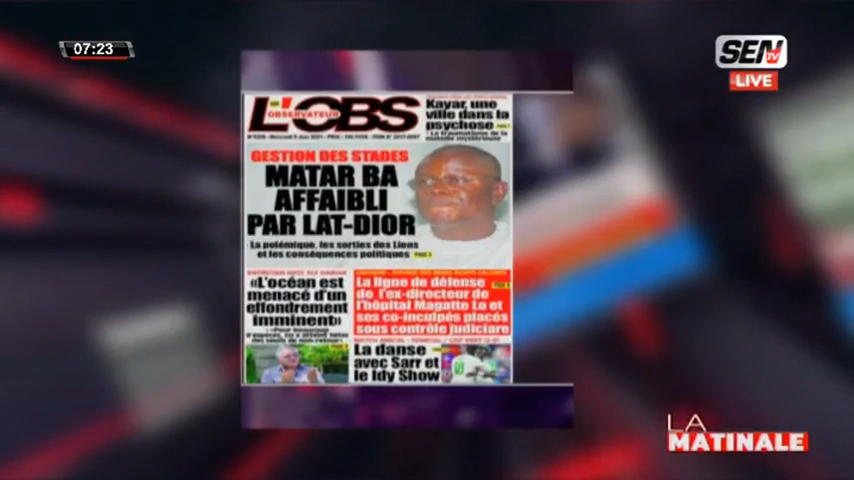 07:23
SEN TV
LIVE
L'OBS
OBSERVATEUR
Kayar, une
ville dans la
psychose
GESTION DES STADES
MATAR BA
AFFAIBLI
PAR LAT-DIOR
La polémique, les sorties des Lions
et les conséquences politiques
«L'océan est
menacé d'un
effondrement
imminent»
La ligne de défense
de l'ex-directeur de
l'hôpital Magatte Lo et
ses co-inculpés placés
sous contrôle judiciare
La danse
avec Sarr et
le Idy Show
LA
MATINALE